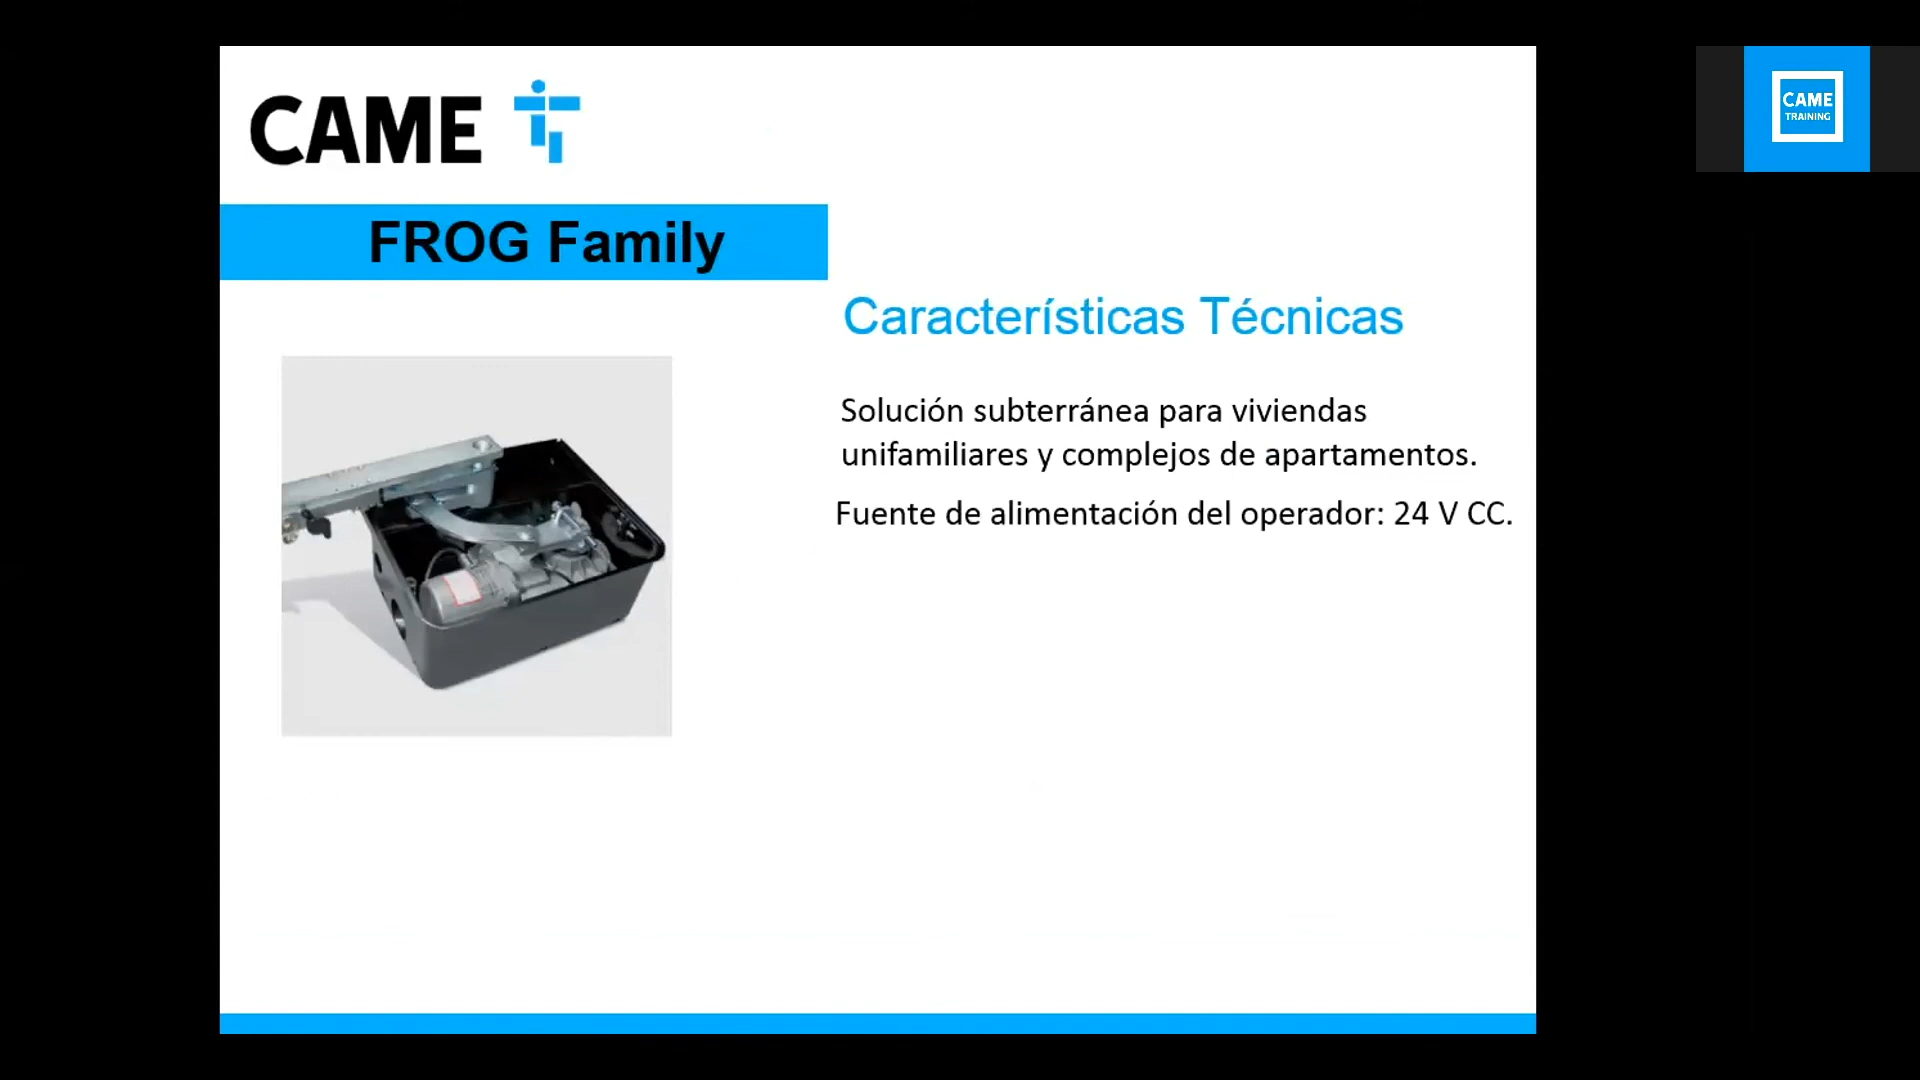 CAME
FROG Family
Características Técnicas
Solución subterránea para viviendas
unifamiliares y complejos de apartamentos.
Fuente de alimentación del operador: 24 V CC.
CAME
TRAINING